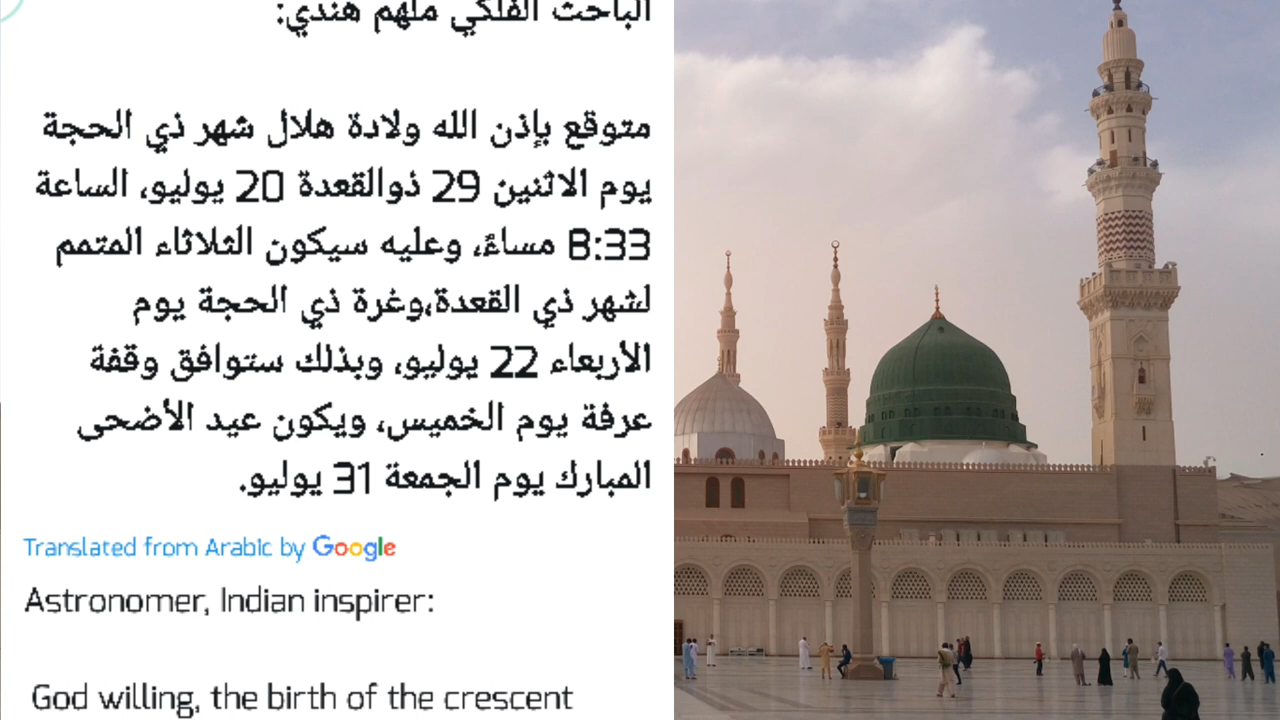 الباحث الفلكي ملهم هندي:
متوقع بإذن الله ولادة هلال شهر ذي الحجة
يوم الاثنين 29 ذوالقعدة 20 يوليو، الساعة
8:33 مساءً، وعليه سيكون الثلاثاء المتمم
لشهر ذي القعدة،وغرة ذي الحجة يوم
الأربعاء 22 يوليو، وبذلك ستوافق وقفة
عرفة يوم الخميس، ويكون عيد الأضحى
المبارك يوم الجمعة 31 يوليو.
Translated from Arabic by Google
Astronomer, Indian inspirer:
God willing, the birth of the crescent